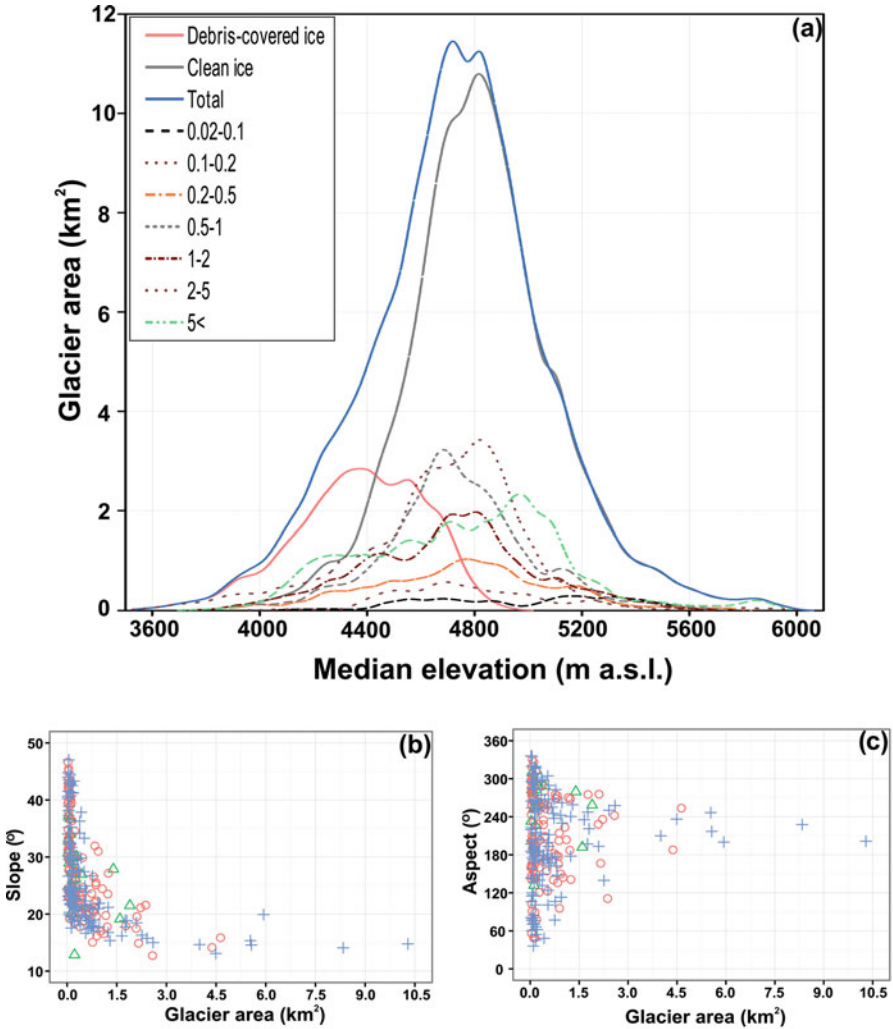 (a)
Debris-covered ice
Clean ice
Total
0.02-0.1
0.1-0.2
0.2-0.5
0.5-1
1-2
2-5
5<
12
10
8
6
4
2
0
Glacier area (km²)
3600 4000 4400 4800 5200 5600 6000
Median elevation (m a.s.l.)
(b)
50
40
30
20
10
Slope (º)
0.0 1.5 3.0 4.5 6.0 7.5 9.0 10.5
Glacier area (km²)
(c)
360
300
240
180
120
60
0
Aspect (º)
0.0 1.5 3.0 4.5 6.0 7.5 9.0 10.5
Glacier area (km²)